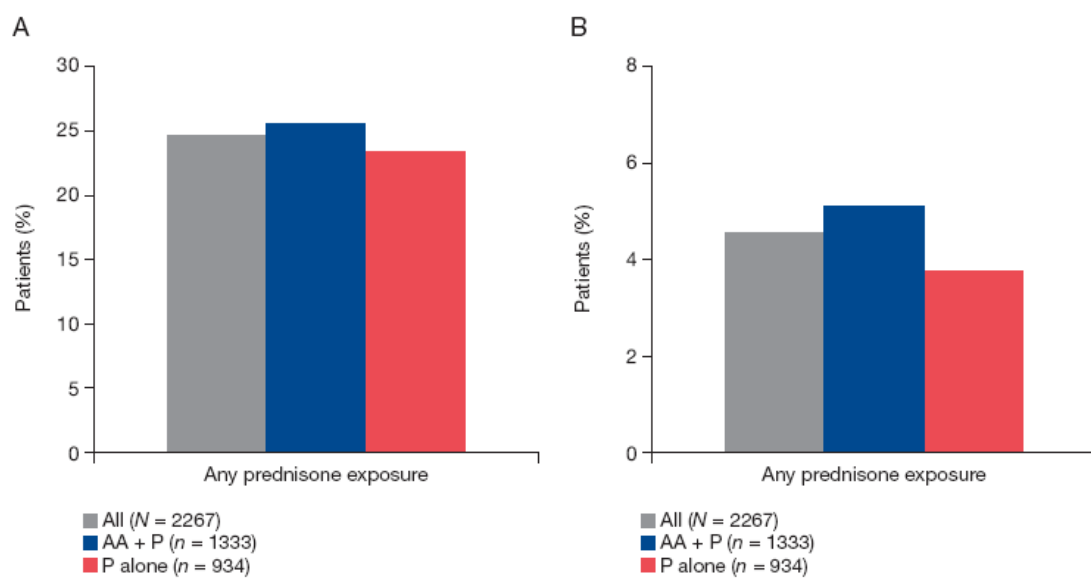 A
Patients (%)
30
25
20
15
10
5
0
Any prednisone exposure
All (N = 2267)
AA + P (n = 1333)
P alone (n = 934)
B
Patients (%)
8
6
4
2
0
Any prednisone exposure
All (N = 2267)
AA + P (n = 1333)
P alone (n = 934)